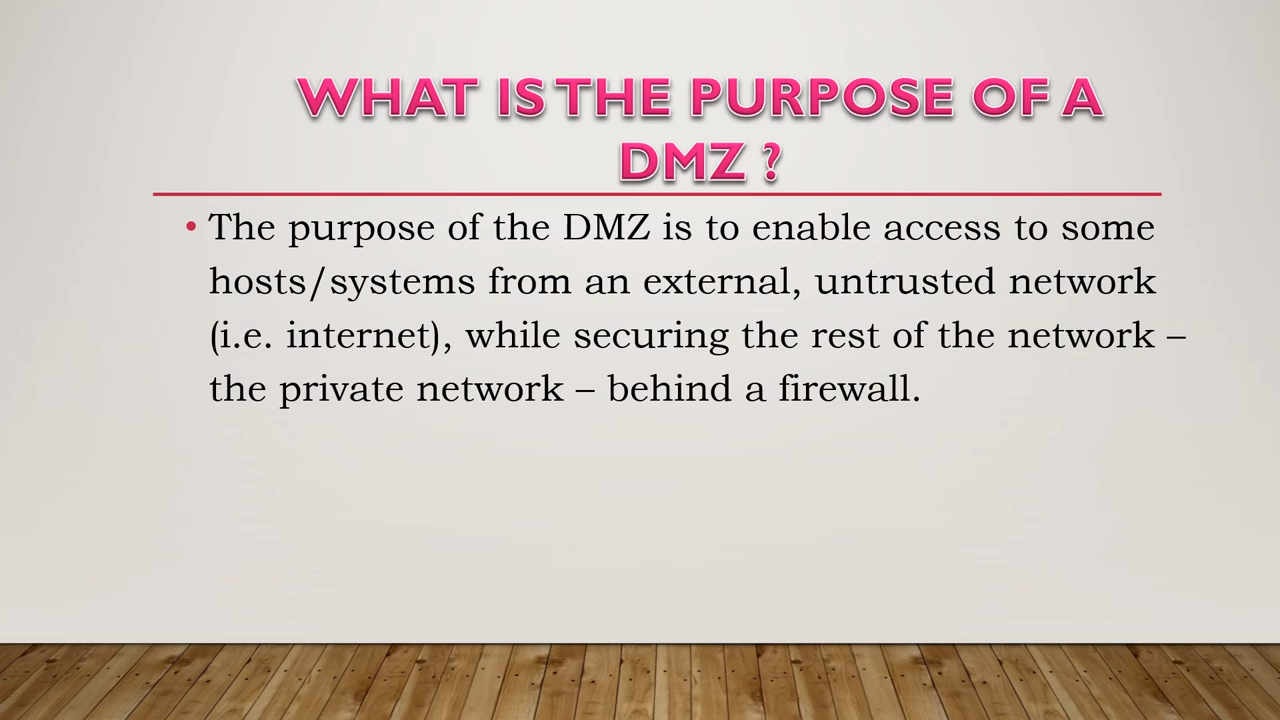 WHAT IS THE PURPOSE OF A
DMZ ?
• The purpose of the DMZ is to enable access to some
hosts/systems from an external, untrusted network
(i.e. internet), while securing the rest of the network –
the private network – behind a firewall.